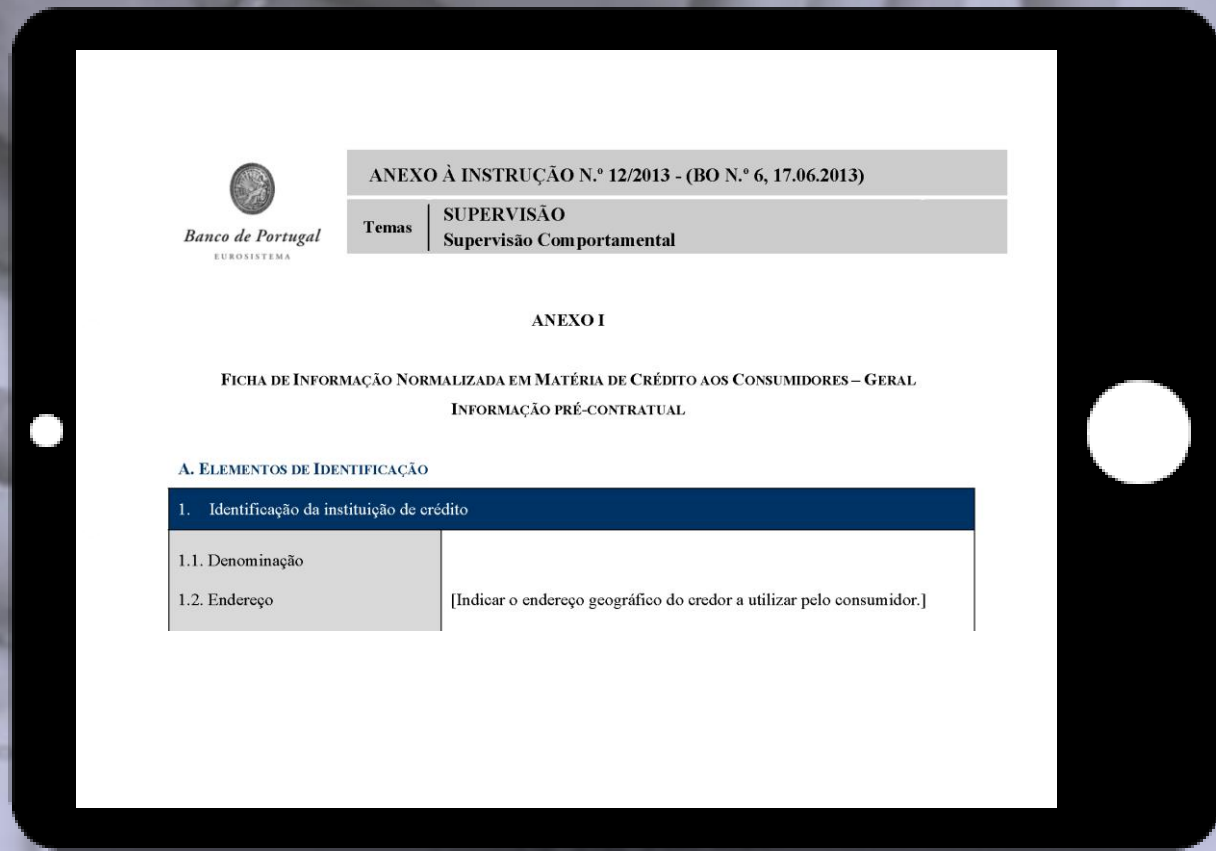 Banco de Portugal
EUROSISTEMA
ANEXO À INSTRUÇÃO N.º 12/2013 - (BO N.º 6, 17.06.2013)
Temas
SUPERVISÃO
Supervisão Comportamental
ANEXO I
FICHA DE INFORMAÇÃO NORMALIZADA EM MATÉRIA DE CRÉDITO AOS CONSUMIDORES – GERAL
INFORMAÇÃO PRÉ-CONTRATUAL
A. ELEMENTOS DE IDENTIFICAÇÃO
1. Identificação da instituição de crédito
1.1. Denominação
1.2. Endereço
[Indicar o endereço geográfico do credor a utilizar pelo consumidor.]